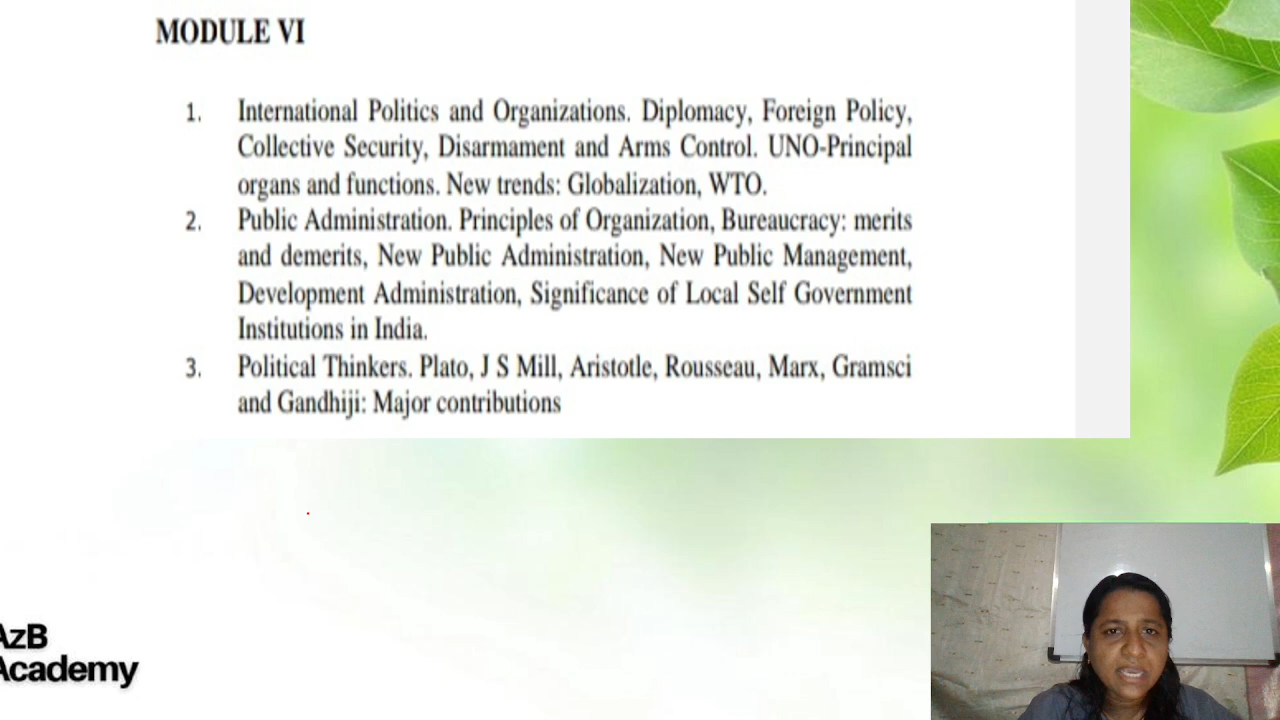 MODULE VI
1. International Politics and Organizations. Diplomacy, Foreign Policy,
Collective Security, Disarmament and Arms Control. UNO-Principal
organs and functions. New trends: Globalization, WTO.
2. Public Administration. Principles of Organization, Bureaucracy: merits
and demerits, New Public Administration, New Public Management,
Development Administration, Significance of Local Self Government
Institutions in India.
3. Political Thinkers. Plato, J S Mill, Aristotle, Rousseau, Marx, Gramsci
and Gandhiji: Major contributions
AzB
Academy